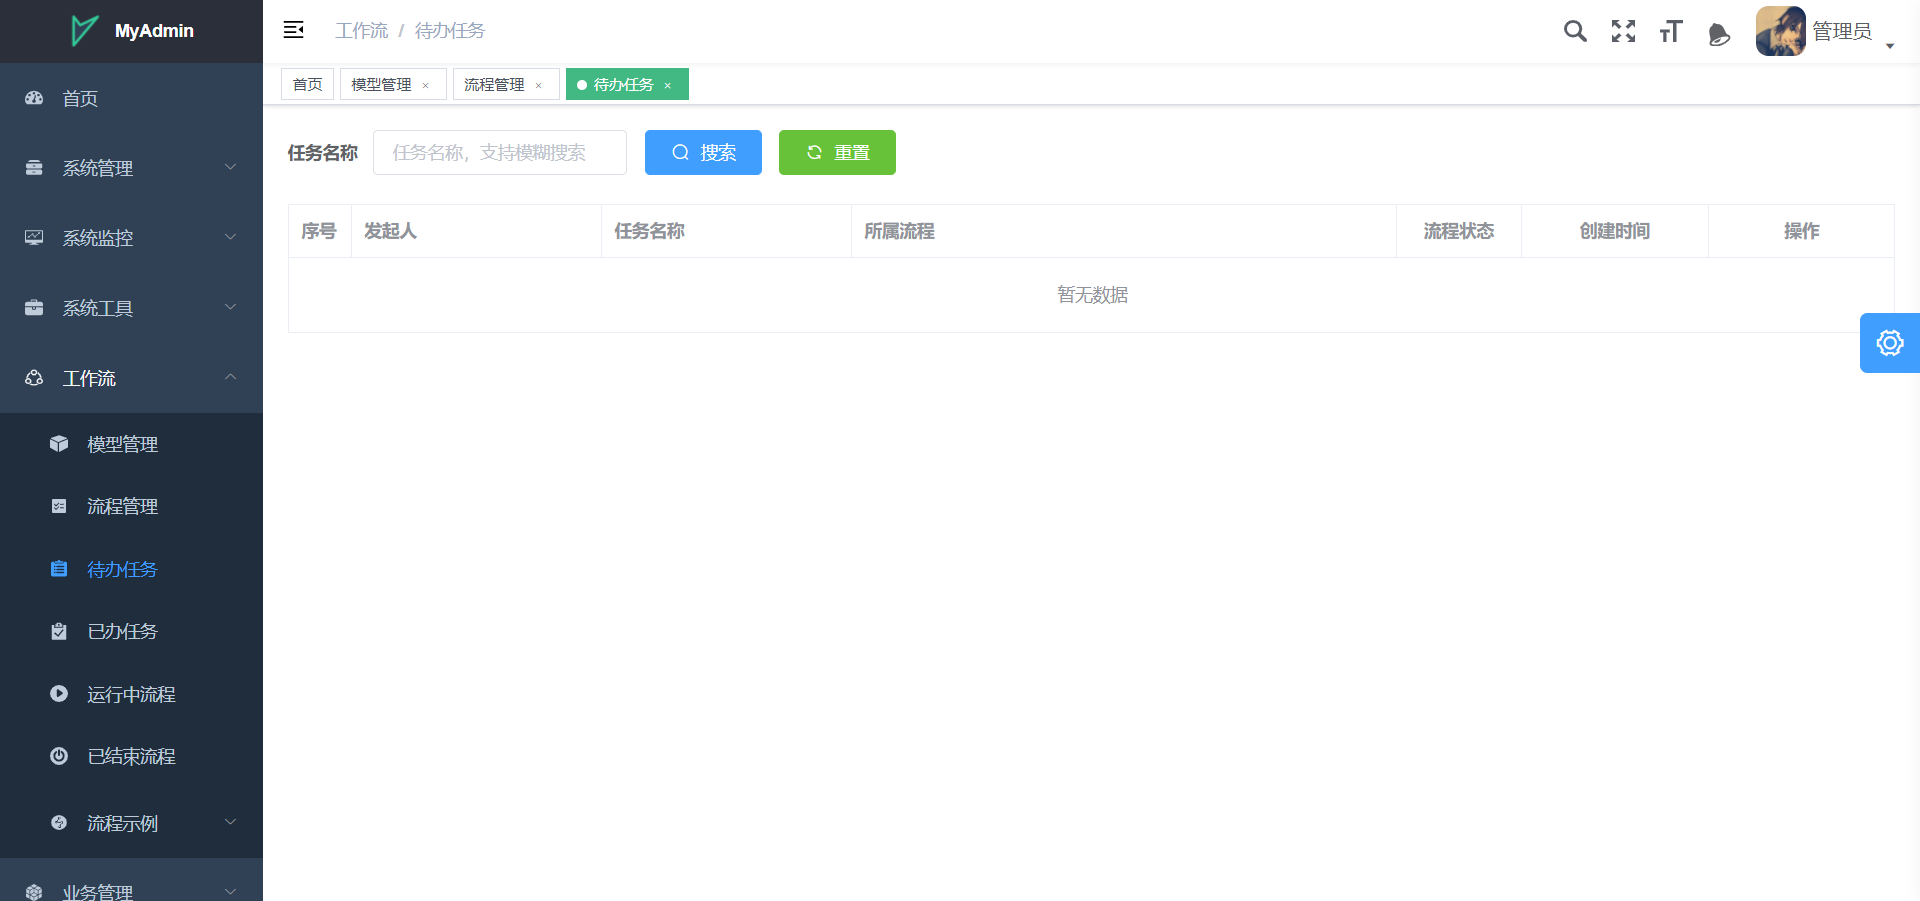 MyAdmin
工作流 / 待办任务
管理员
首页
模型管理 ×
流程管理 ×
待办任务 ×
首页
系统管理
系统监控
系统工具
工作流
模型管理
流程管理
待办任务
已办任务
运行中流程
已结束流程
流程示例
业务管理
任务名称
任务名称，支持模糊搜索
搜索
重置
序号 发起人 任务名称 所属流程 流程状态 创建时间 操作
暂无数据